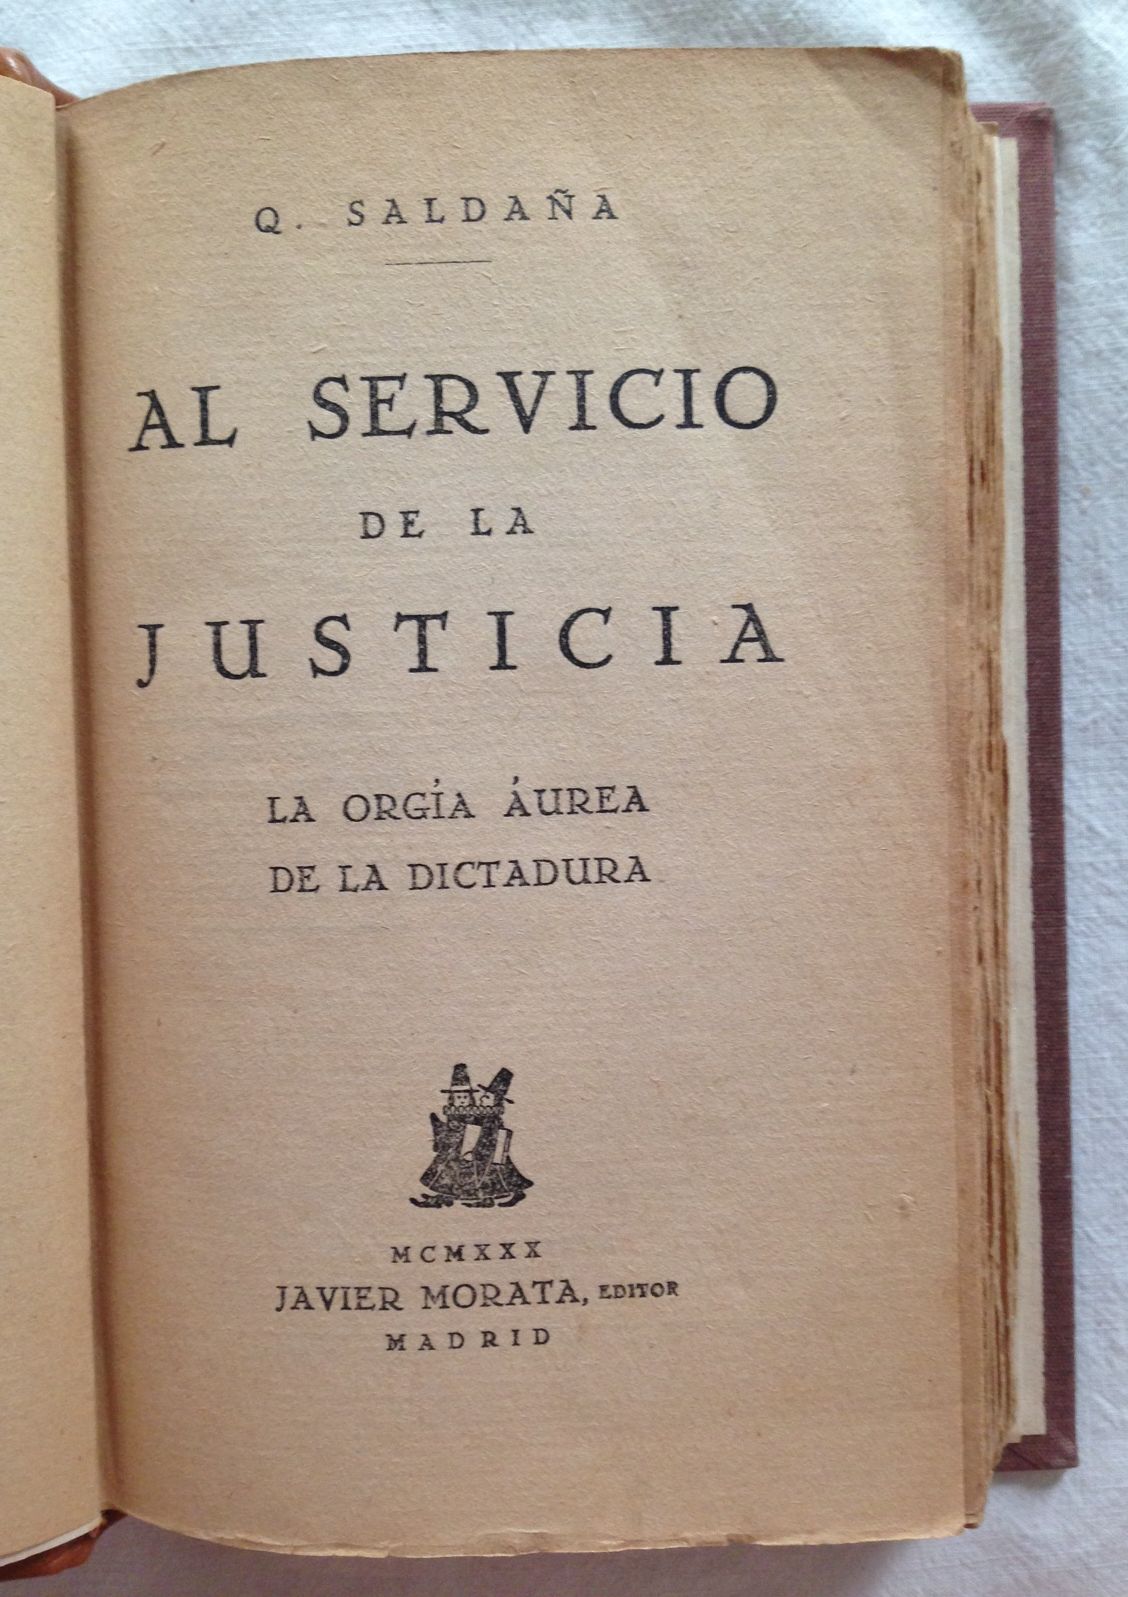 Q. SALDAÑA
AL SERVICIO
DE LA
JUSTICIA
LA ORGÍA ÁUREA
DE LA DICTADURA
MCMXXX
JAVIER MORATA, EDITOR
MADRID